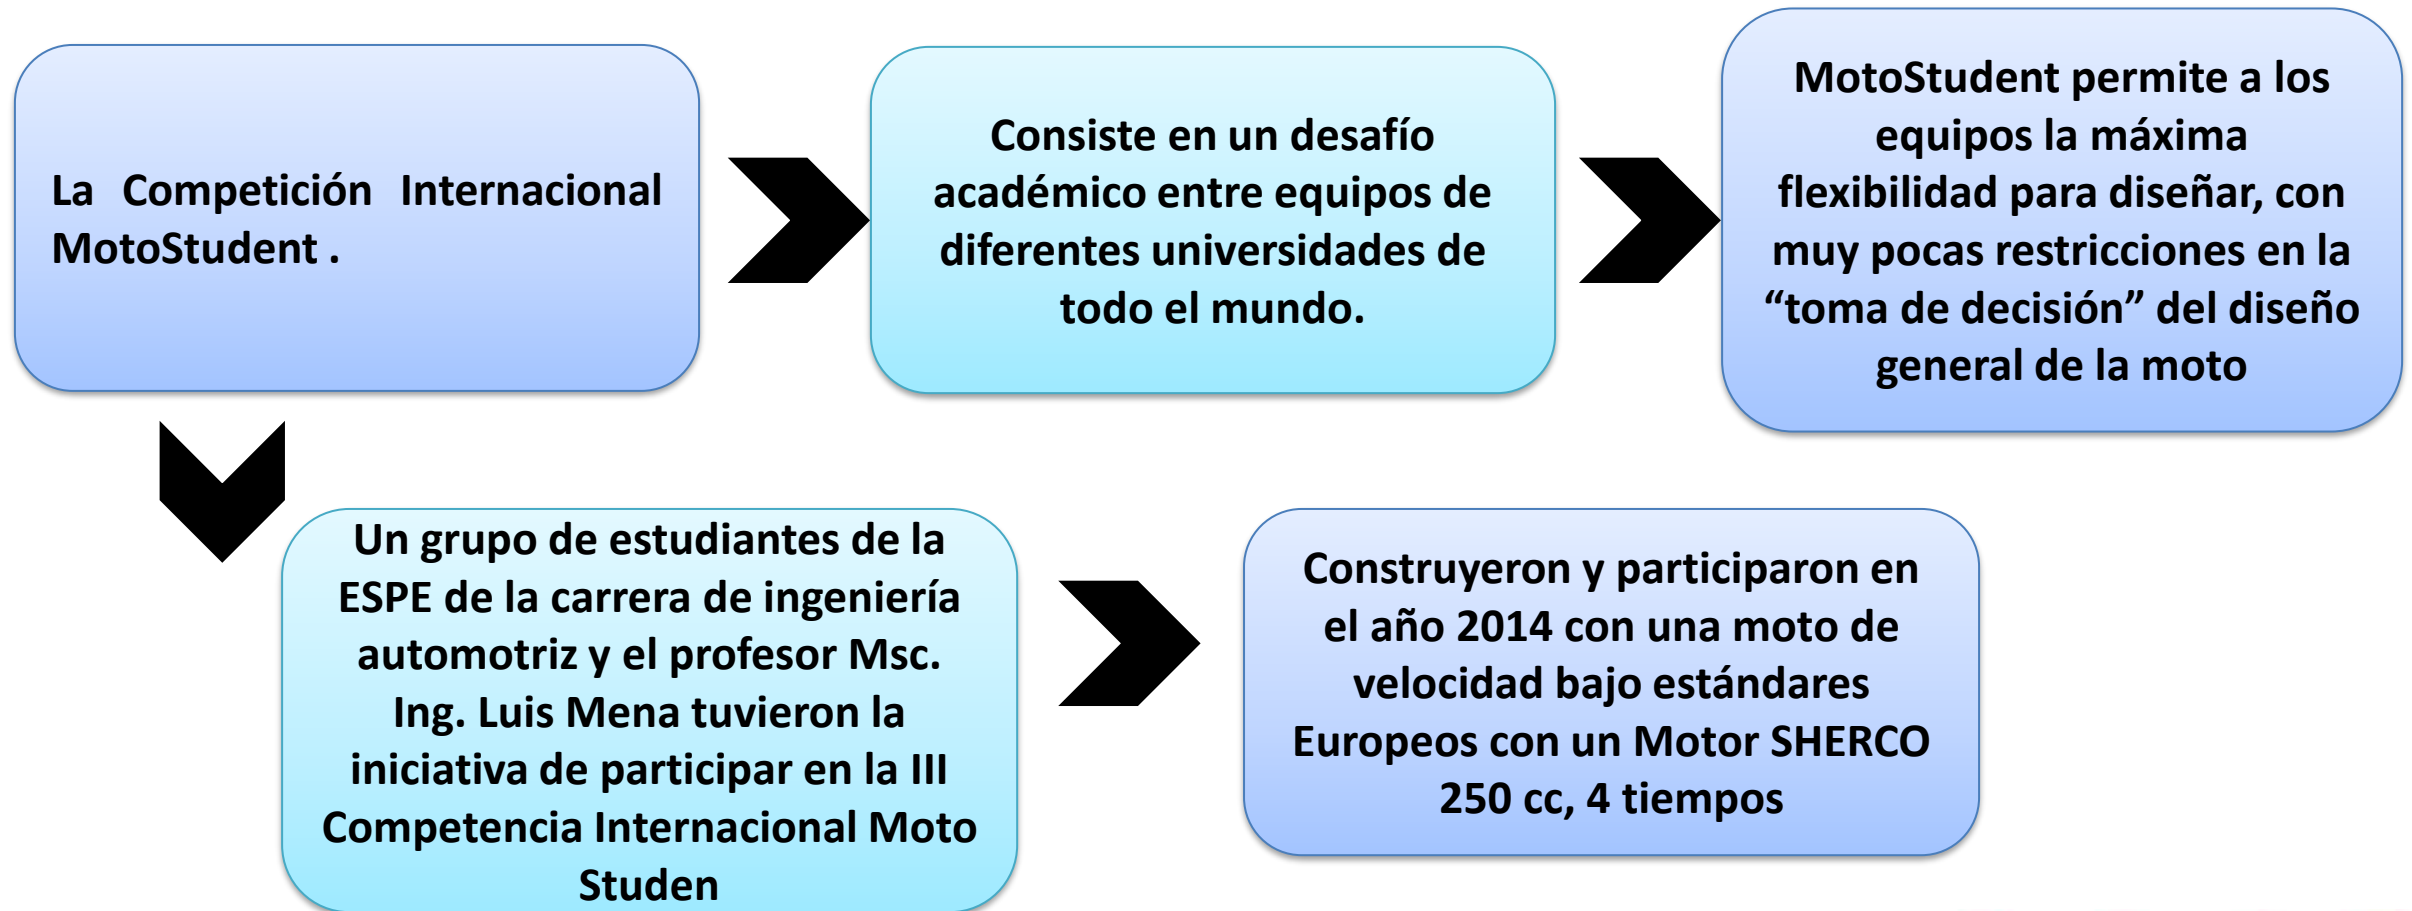 La Competición Internacional
MotoStudent .
Consiste en un desafío
académico entre equipos de
diferentes universidades de
todo el mundo.
MotoStudent permite a los
equipos la máxima
flexibilidad para diseñar, con
muy pocas restricciones en la
“toma de decisión” del diseño
general de la moto
Un grupo de estudiantes de la
ESPE de la carrera de ingeniería
automotriz y el profesor Msc.
Ing. Luis Mena tuvieron la
iniciativa de participar en la III
Competencia Internacional Moto
Studen
Construyeron y participaron en
el año 2014 con una moto de
velocidad bajo estándares
Europeos con un Motor SHERCO
250 cc, 4 tiempos